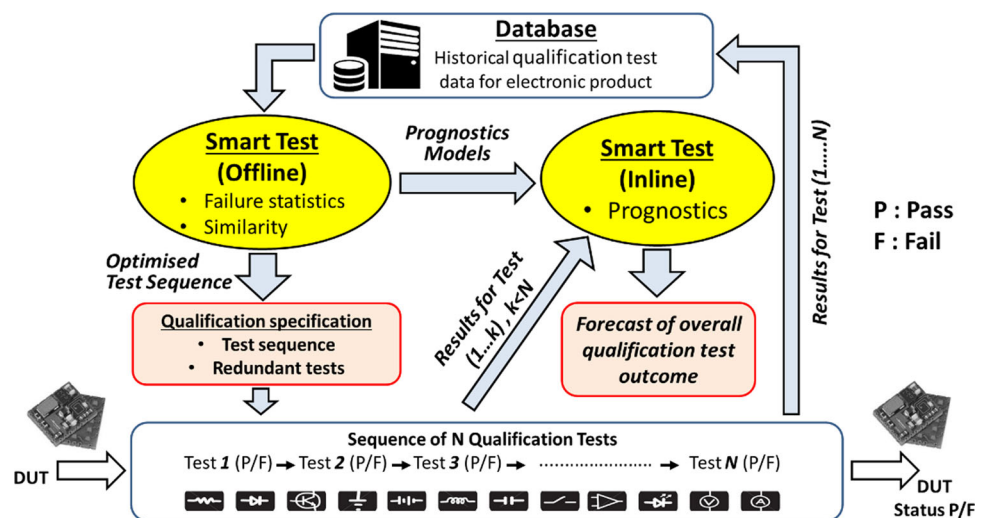 Database
Historical qualification test
data for electronic product
Smart Test
(Offline)
• Failure statistics
• Similarity
Prognostics
Models
Smart Test
(Inline)
• Prognostics
Results for Test (1.....N)
P : Pass
F : Fail
Optimised
Test Sequence
Qualification specification
• Test sequence
• Redundant tests
Results for Test
(1...k) , k<N
Forecast of overall
qualification test
outcome
DUT
Sequence of N Qualification Tests
Test 1 (P/F) → Test 2 (P/F) → Test 3 (P/F) → ............................ → Test N (P/F)
V A
DUT
Status P/F